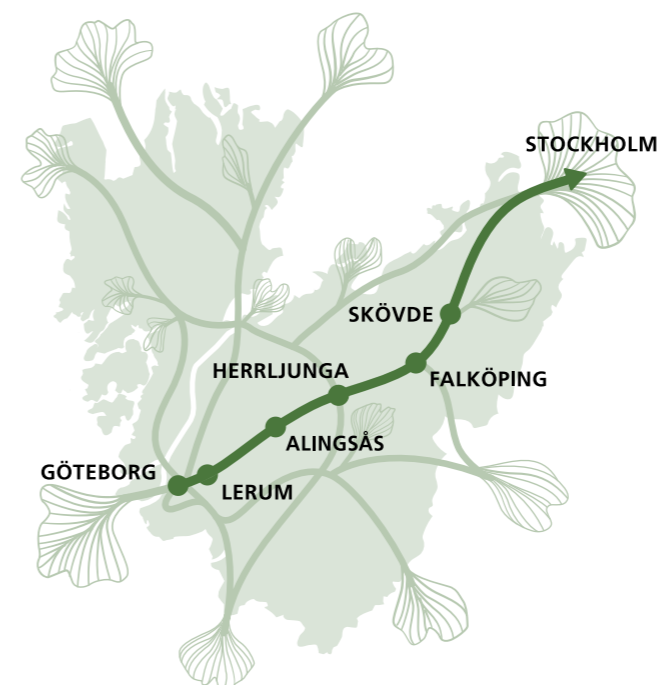 STOCKHOLM
SKÖVDE
HERRLJUNGA
FALKÖPING
ALINGSÅS
GÖTEBORG
LERUM